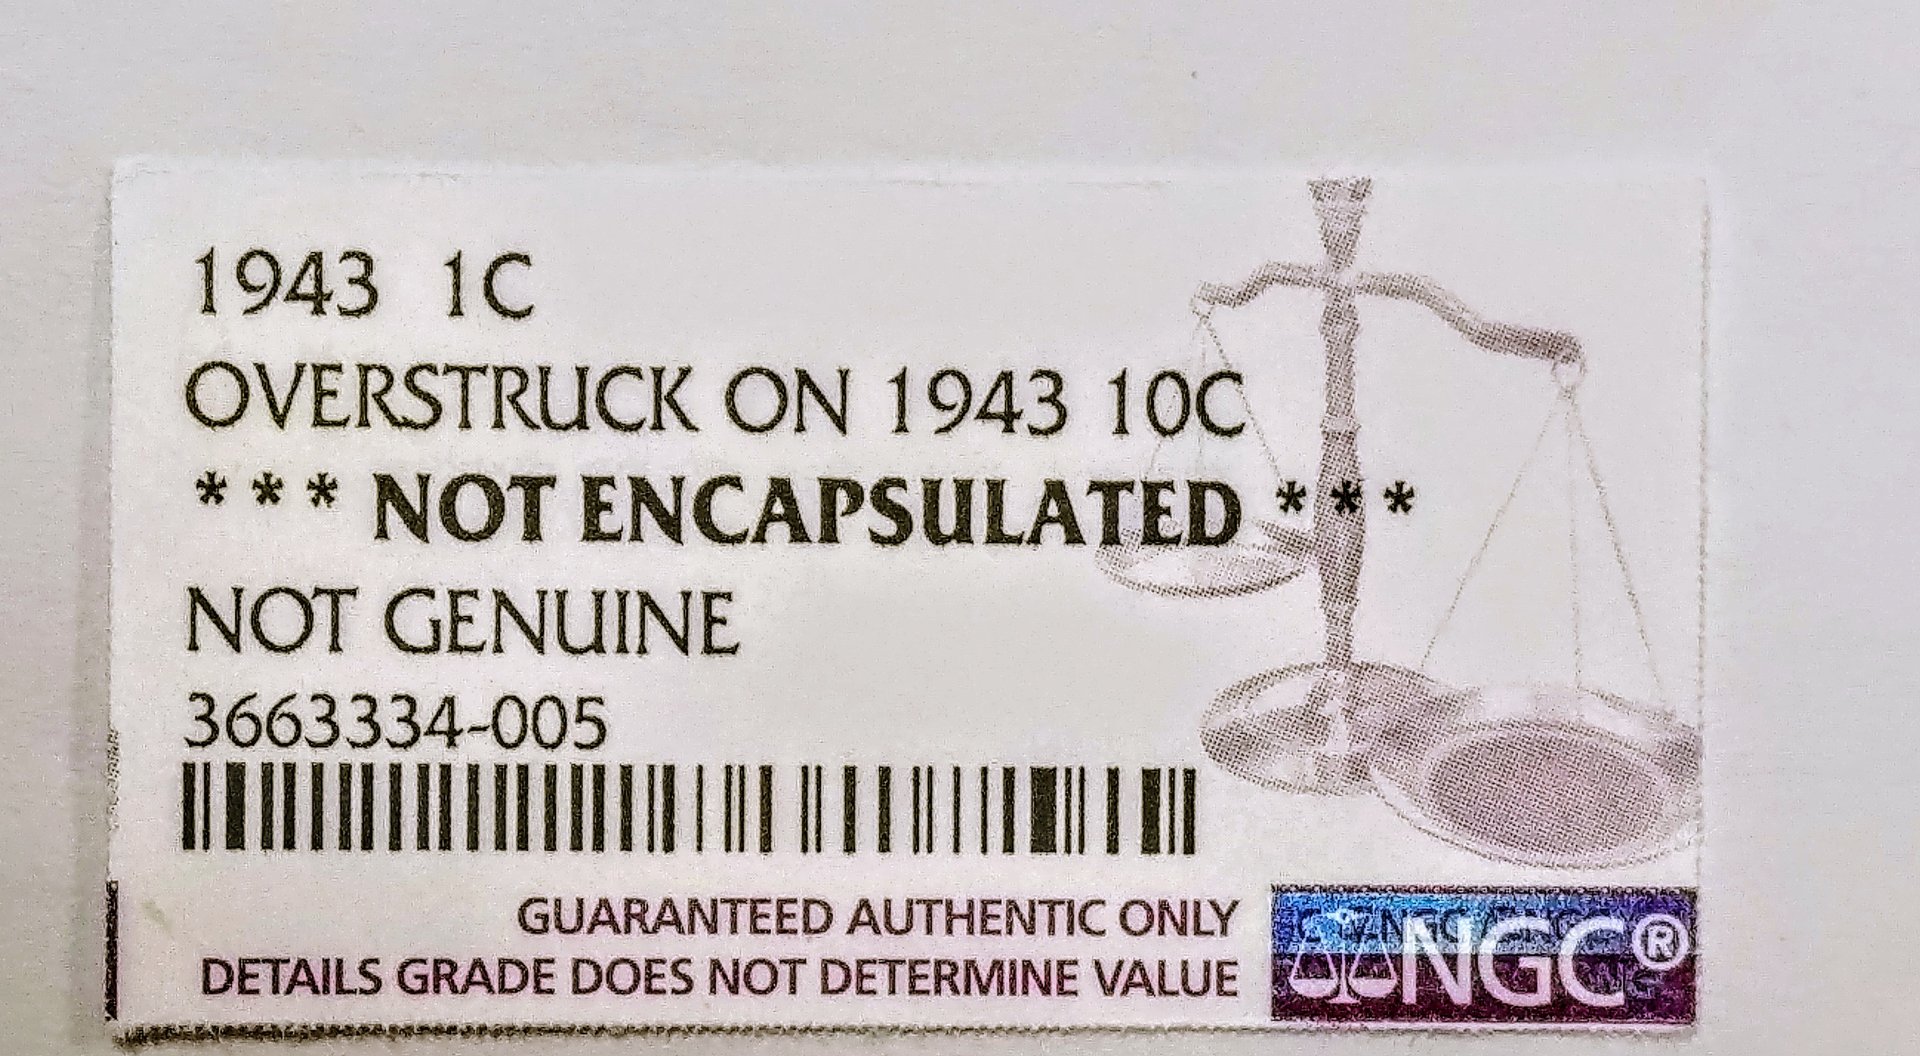 1943 1C
OVERSTRUCK ON 1943 10C
* * * NOT ENCAPSULATED * * *
NOT GENUINE
3663334-005
GUARANTEED AUTHENTIC ONLY
DETAILS GRADE DOES NOT DETERMINE VALUE
NGC®